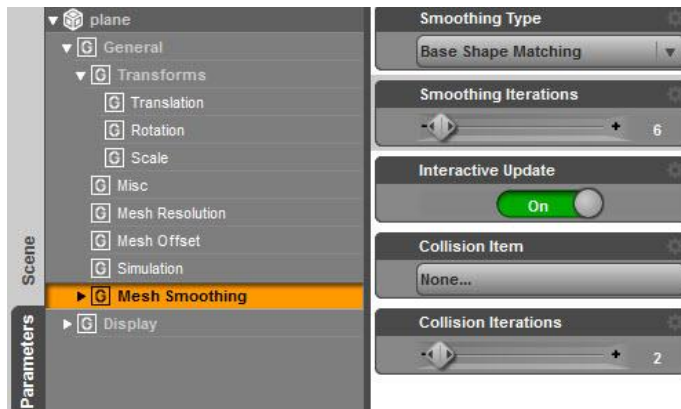 plane
G General
G Transforms
G Translation
G Rotation
G Scale
G Misc
G Mesh Resolution
G Mesh Offset
G Simulation
G Mesh Smoothing
G Display
Scene
Parameters
Smoothing Type
Base Shape Matching
Smoothing Iterations
- + 6
Interactive Update
On
Collision Item
None...
Collision Iterations
- + 2